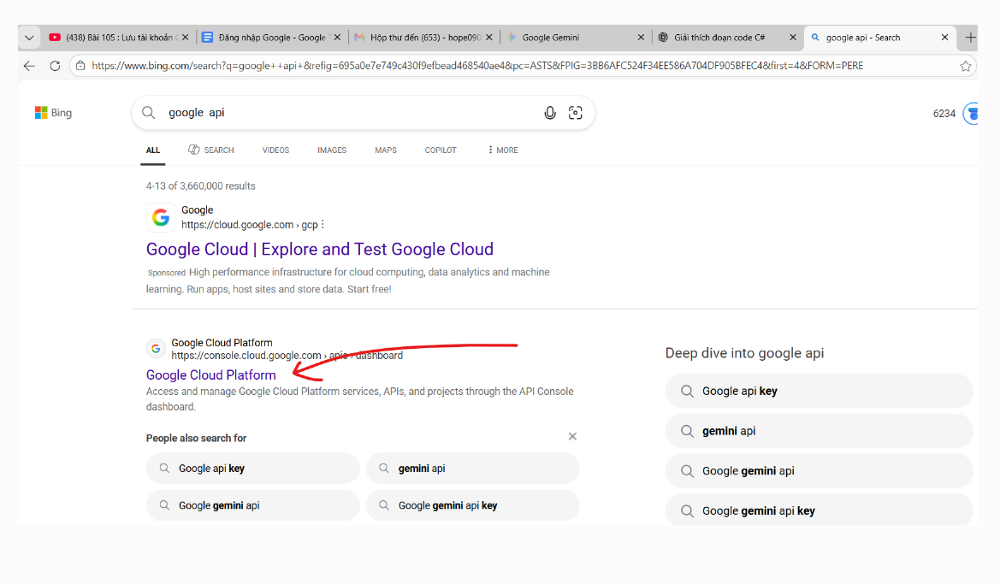 (438) Bài 105 : Lưu tài khoản
Đăng nhập Google - Google
Hộp thư đến (653) - hope090
Google Gemini
Giải thích đoạn code C#
google api - Search
https://www.bing.com/search?q=google++api+&refig=695a0e7e749c430f9efbead468540ae4&pc=ASTS&FPIG=3BB6AFC524F34EE586A704DF905BFEC4&first=4&FORM=PERE
Bing
google api
6234
ALL
SEARCH
VIDEOS
IMAGES
MAPS
COPILOT
MORE
4-13 of 3,660,000 results
Google
https://cloud.google.com › gcp
Google Cloud | Explore and Test Google Cloud
Sponsored High performance infrastructure for cloud computing, data analytics and machine
learning. Run apps, host sites and store data. Start free!
Google Cloud Platform
https://console.cloud.google.com › apis › dashboard
Google Cloud Platform
Access and manage Google Cloud Platform services, APIs, and projects through the API Console
dashboard.
People also search for
Google api key
gemini api
Google gemini api
Google gemini api key
Deep dive into google api
Google api key
gemini api
Google gemini api
Google gemini api key